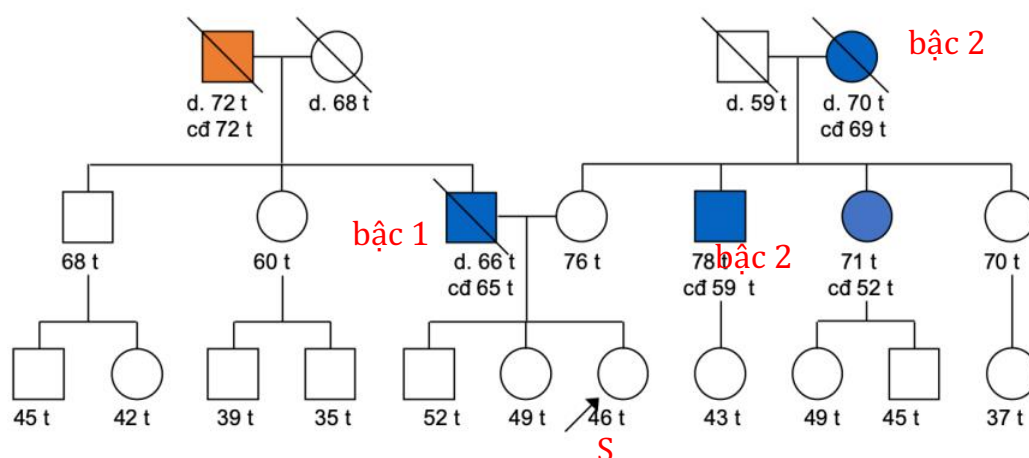 bậc 2
d. 72 t
cđ 72 t
d. 68 t
d. 59 t
d. 70 t
cđ 69 t
bậc 1
bậc 2
68 t
60 t
d. 66 t
cđ 65 t
76 t
78 t
cđ 59 t
71 t
cđ 52 t
70 t
45 t
42 t
39 t
35 t
52 t
49 t
46 t
43 t
49 t
45 t
37 t
S